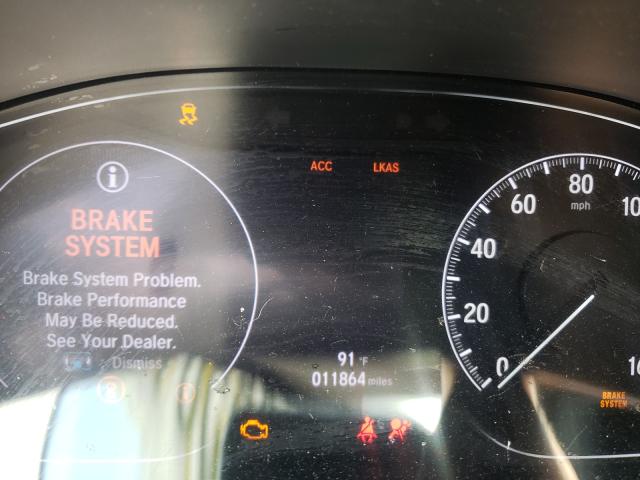 ACC LKAS
i
BRAKE
SYSTEM
Brake System Problem.
Brake Performance
May Be Reduced.
See Your Dealer.
: Dismiss
91 °F
011864 miles
80
mph
60
40
20
0
BRAKE
SYSTEM